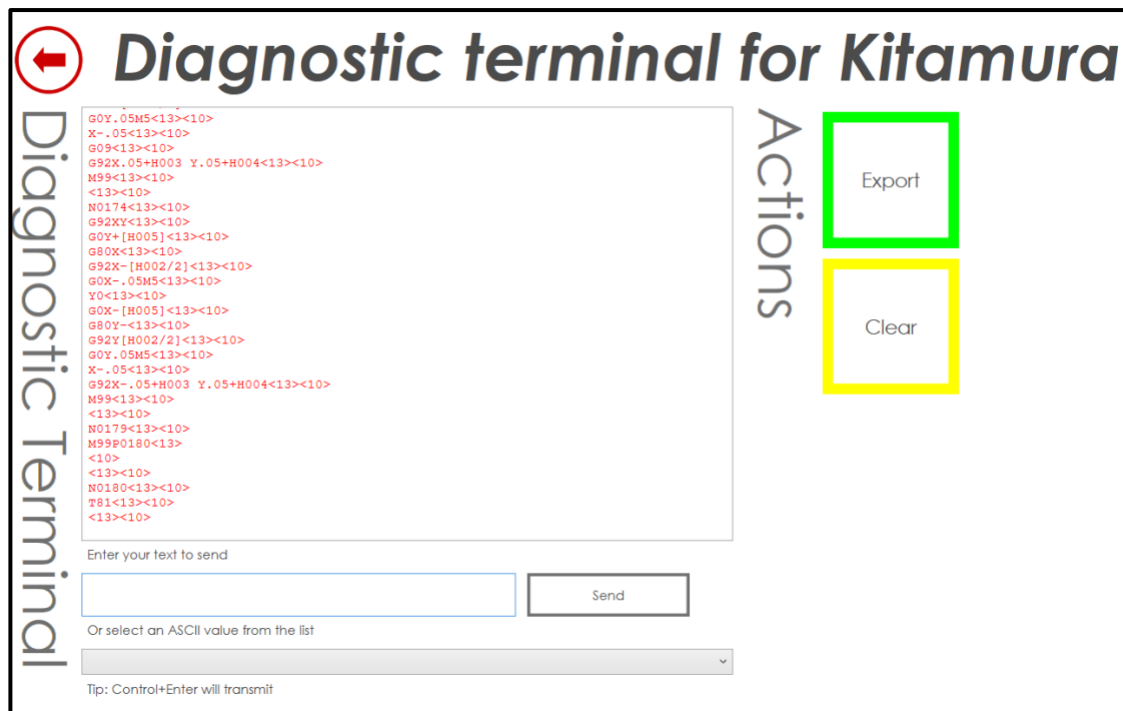 Diagnostic terminal for Kitamura
Diagnostic Terminal
G0Y.05M5<13><10>
X-.05<13><10>
G09<13><10>
G92X.05+H003 Y.05+H004<13><10>
M99<13><10>
<13><10>
N0174<13><10>
G92XY<13><10>
G0Y+[H005]<13><10>
G80X<13><10>
G92X-[H002/2]<13><10>
G0X-.05M5<13><10>
Y0<13><10>
G0X-[H005]<13><10>
G80Y-<13><10>
G92Y[H002/2]<13><10>
G0Y.05M5<13><10>
X-.05<13><10>
G92X-.05+H003 Y.05+H004<13><10>
M99<13><10>
<13><10>
N0179<13><10>
M99P0180<13>
<10>
<13><10>
N0180<13><10>
T81<13><10>
<13><10>
Enter your text to send
Send
Or select an ASCII value from the list
Tip: Control+Enter will transmit
Actions
Export
Clear